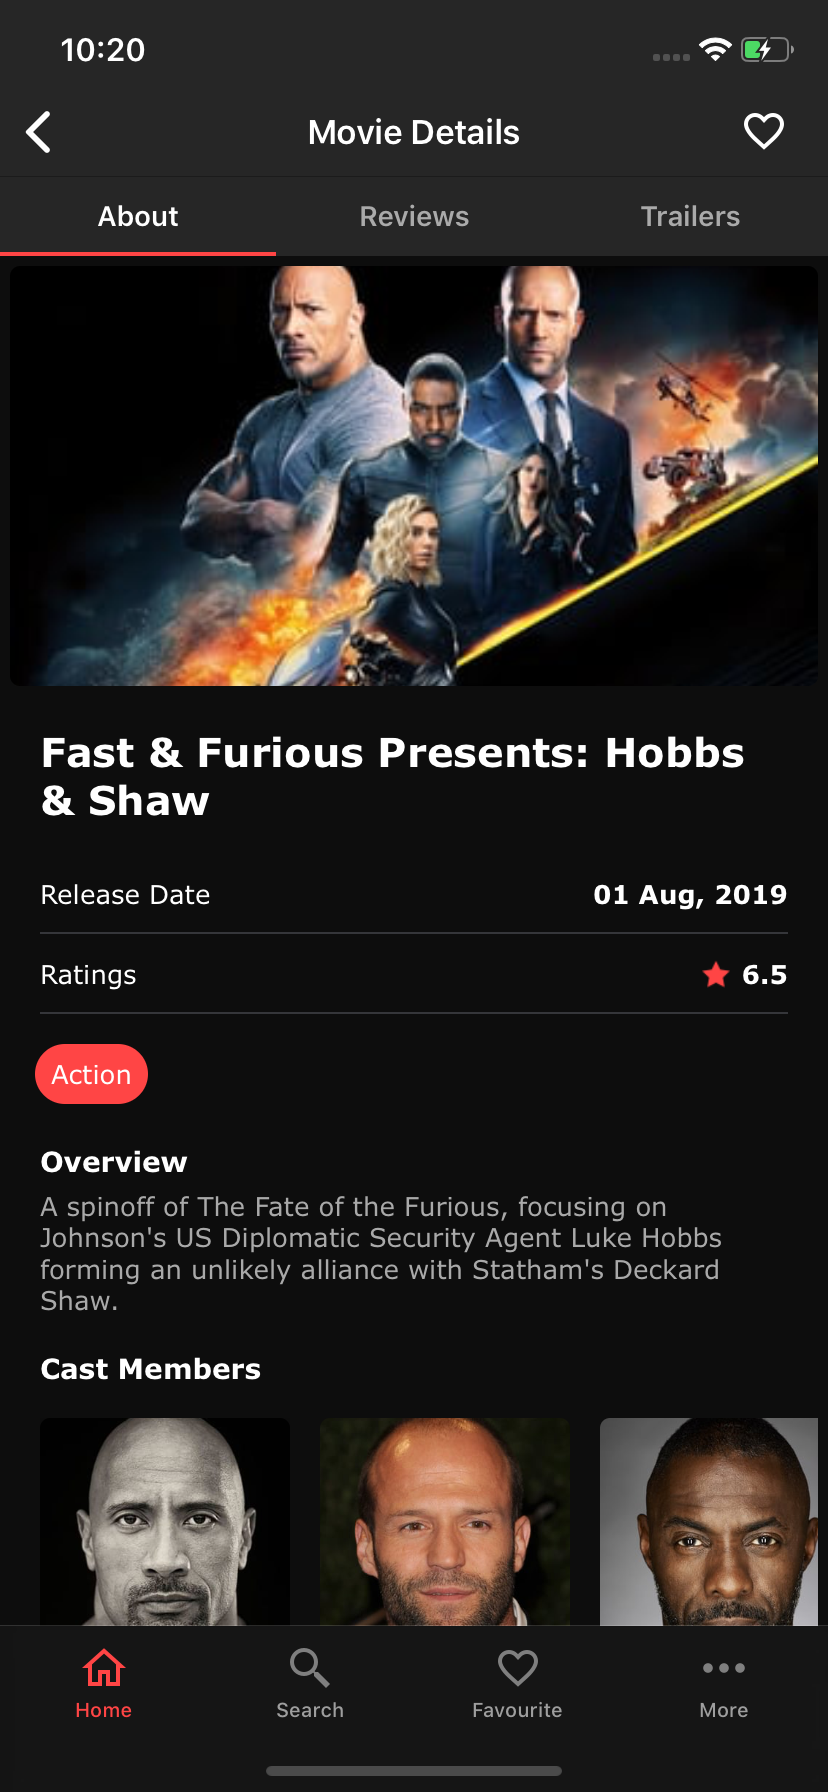 10:20
Movie Details
About
Reviews
Trailers
Fast & Furious Presents: Hobbs
& Shaw
Release Date
01 Aug, 2019
Ratings
6.5
Action
Overview
A spinoff of The Fate of the Furious, focusing on
Johnson's US Diplomatic Security Agent Luke Hobbs
forming an unlikely alliance with Statham's Deckard
Shaw.
Cast Members
Home
Search
Favourite
More